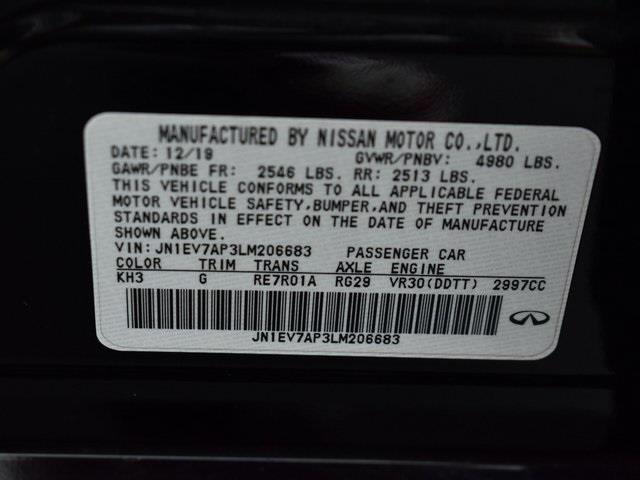 MANUFACTURED BY NISSAN MOTOR CO.,LTD.
DATE: 12/19 GVWR/PNBV: 4980 LBS.
GAWR/PNBE FR: 2546 LBS. RR: 2513 LBS.
THIS VEHICLE CONFORMS TO ALL APPLICABLE FEDERAL
MOTOR VEHICLE SAFETY,BUMPER,AND THEFT PREVENTION
STANDARDS IN EFFECT ON THE DATE OF MANUFACTURE
SHOWN ABOVE.
VIN:JN1EV7AP3LM206683 PASSENGER CAR
COLOR TRIM TRANS AXLE ENGINE
KH3 G RE7R01A RG29 VR30(DDTT) 2997CC
JN1EV7AP3LM206683